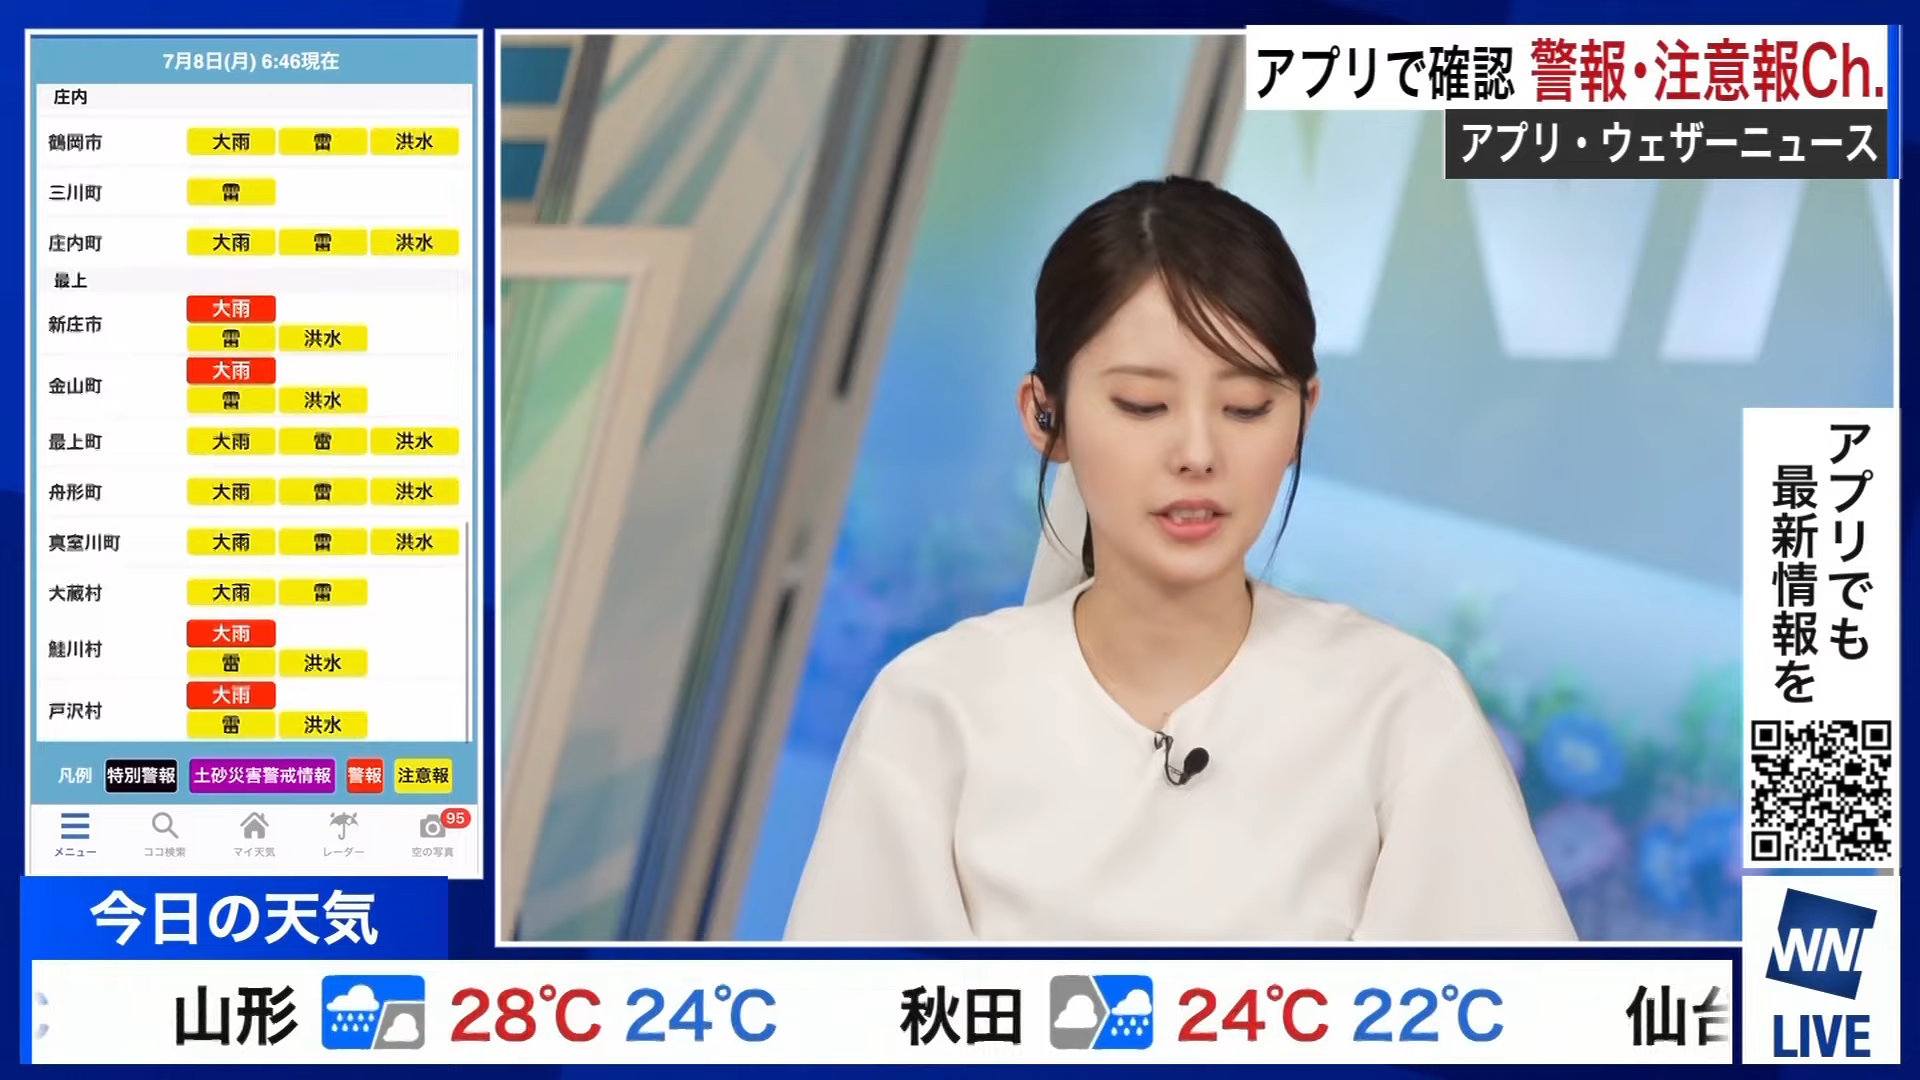 7月8日(月) 6:46現在
庄内
鶴岡市 大雨 雷 洪水
三川町 雷
庄内町 大雨 雷 洪水
最上
新庄市 大雨
雷 洪水
金山町 大雨
雷 洪水
最上町 大雨 雷 洪水
舟形町 大雨 雷 洪水
真室川町 大雨 雷 洪水
大蔵村 大雨 雷
鮭川村 大雨
雷 洪水
戸沢村 大雨
雷 洪水
凡例 特別警報 土砂災害警戒情報 警報 注意報
95
メニュー ココ検索 マイ天気 レーダー 空の写真
アプリで確認 警報・注意報Ch.
アプリ・ウェザーニュース
アプリでも
最新情報を
今日の天気
山形 28℃ 24℃ 秋田 24℃ 22℃ 仙台
WNI
LIVE